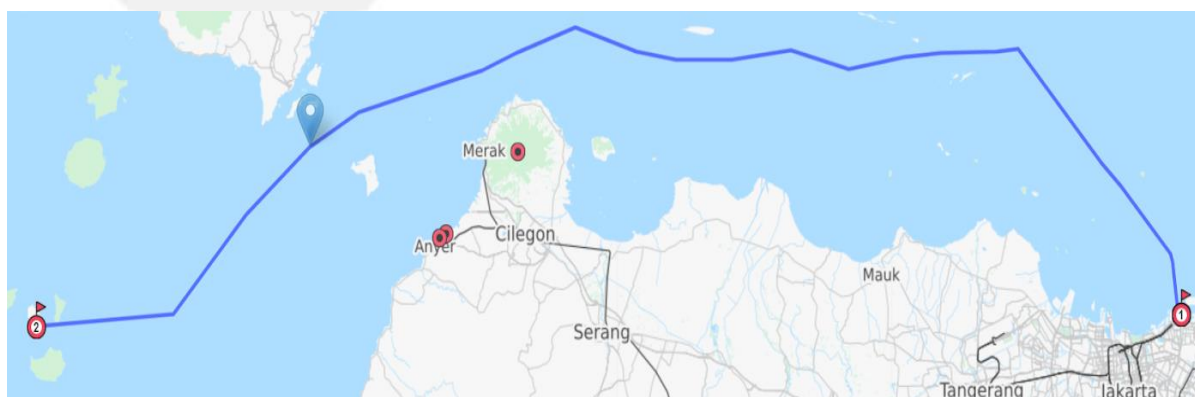 Merak
Anyer
Cilegon
Mauk
2
1
Serang
Tangerang
Jakarta